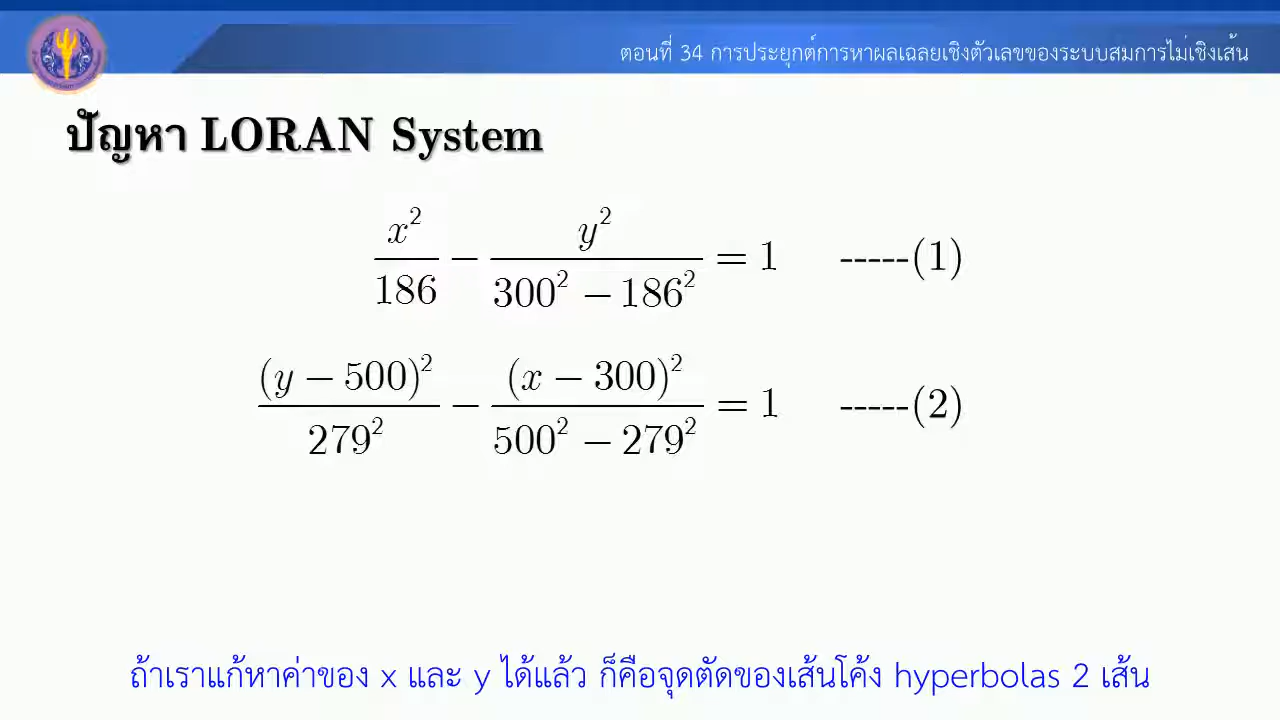 ตอนที่ 34 การประยุกต์การหาผลเฉลยเชิงตัวเลขของระบบสมการไม่เชิงเส้น
ปัญหา LORAN System
x²/186 − y²/(300² − 186²) = 1 -----(1)
(y − 500)²/279² − (x − 300)²/(500² − 279²) = 1 -----(2)
ถ้าเราแก้หาค่าของ x และ y ได้แล้ว ก็คือจุดตัดของเส้นโค้ง hyperbolas 2 เส้น